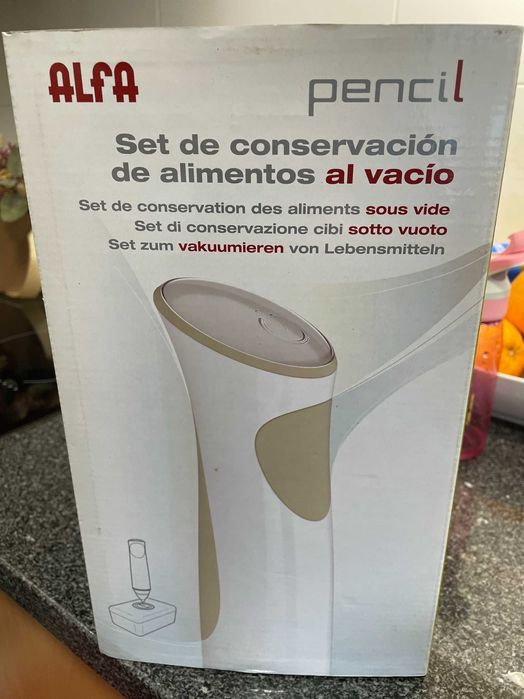 ALFA
pencil
Set de conservación
de alimentos al vacío
Set de conservation des aliments sous vide
Set di conservazione cibi sotto vuoto
Set zum vakuumieren von Lebensmitteln